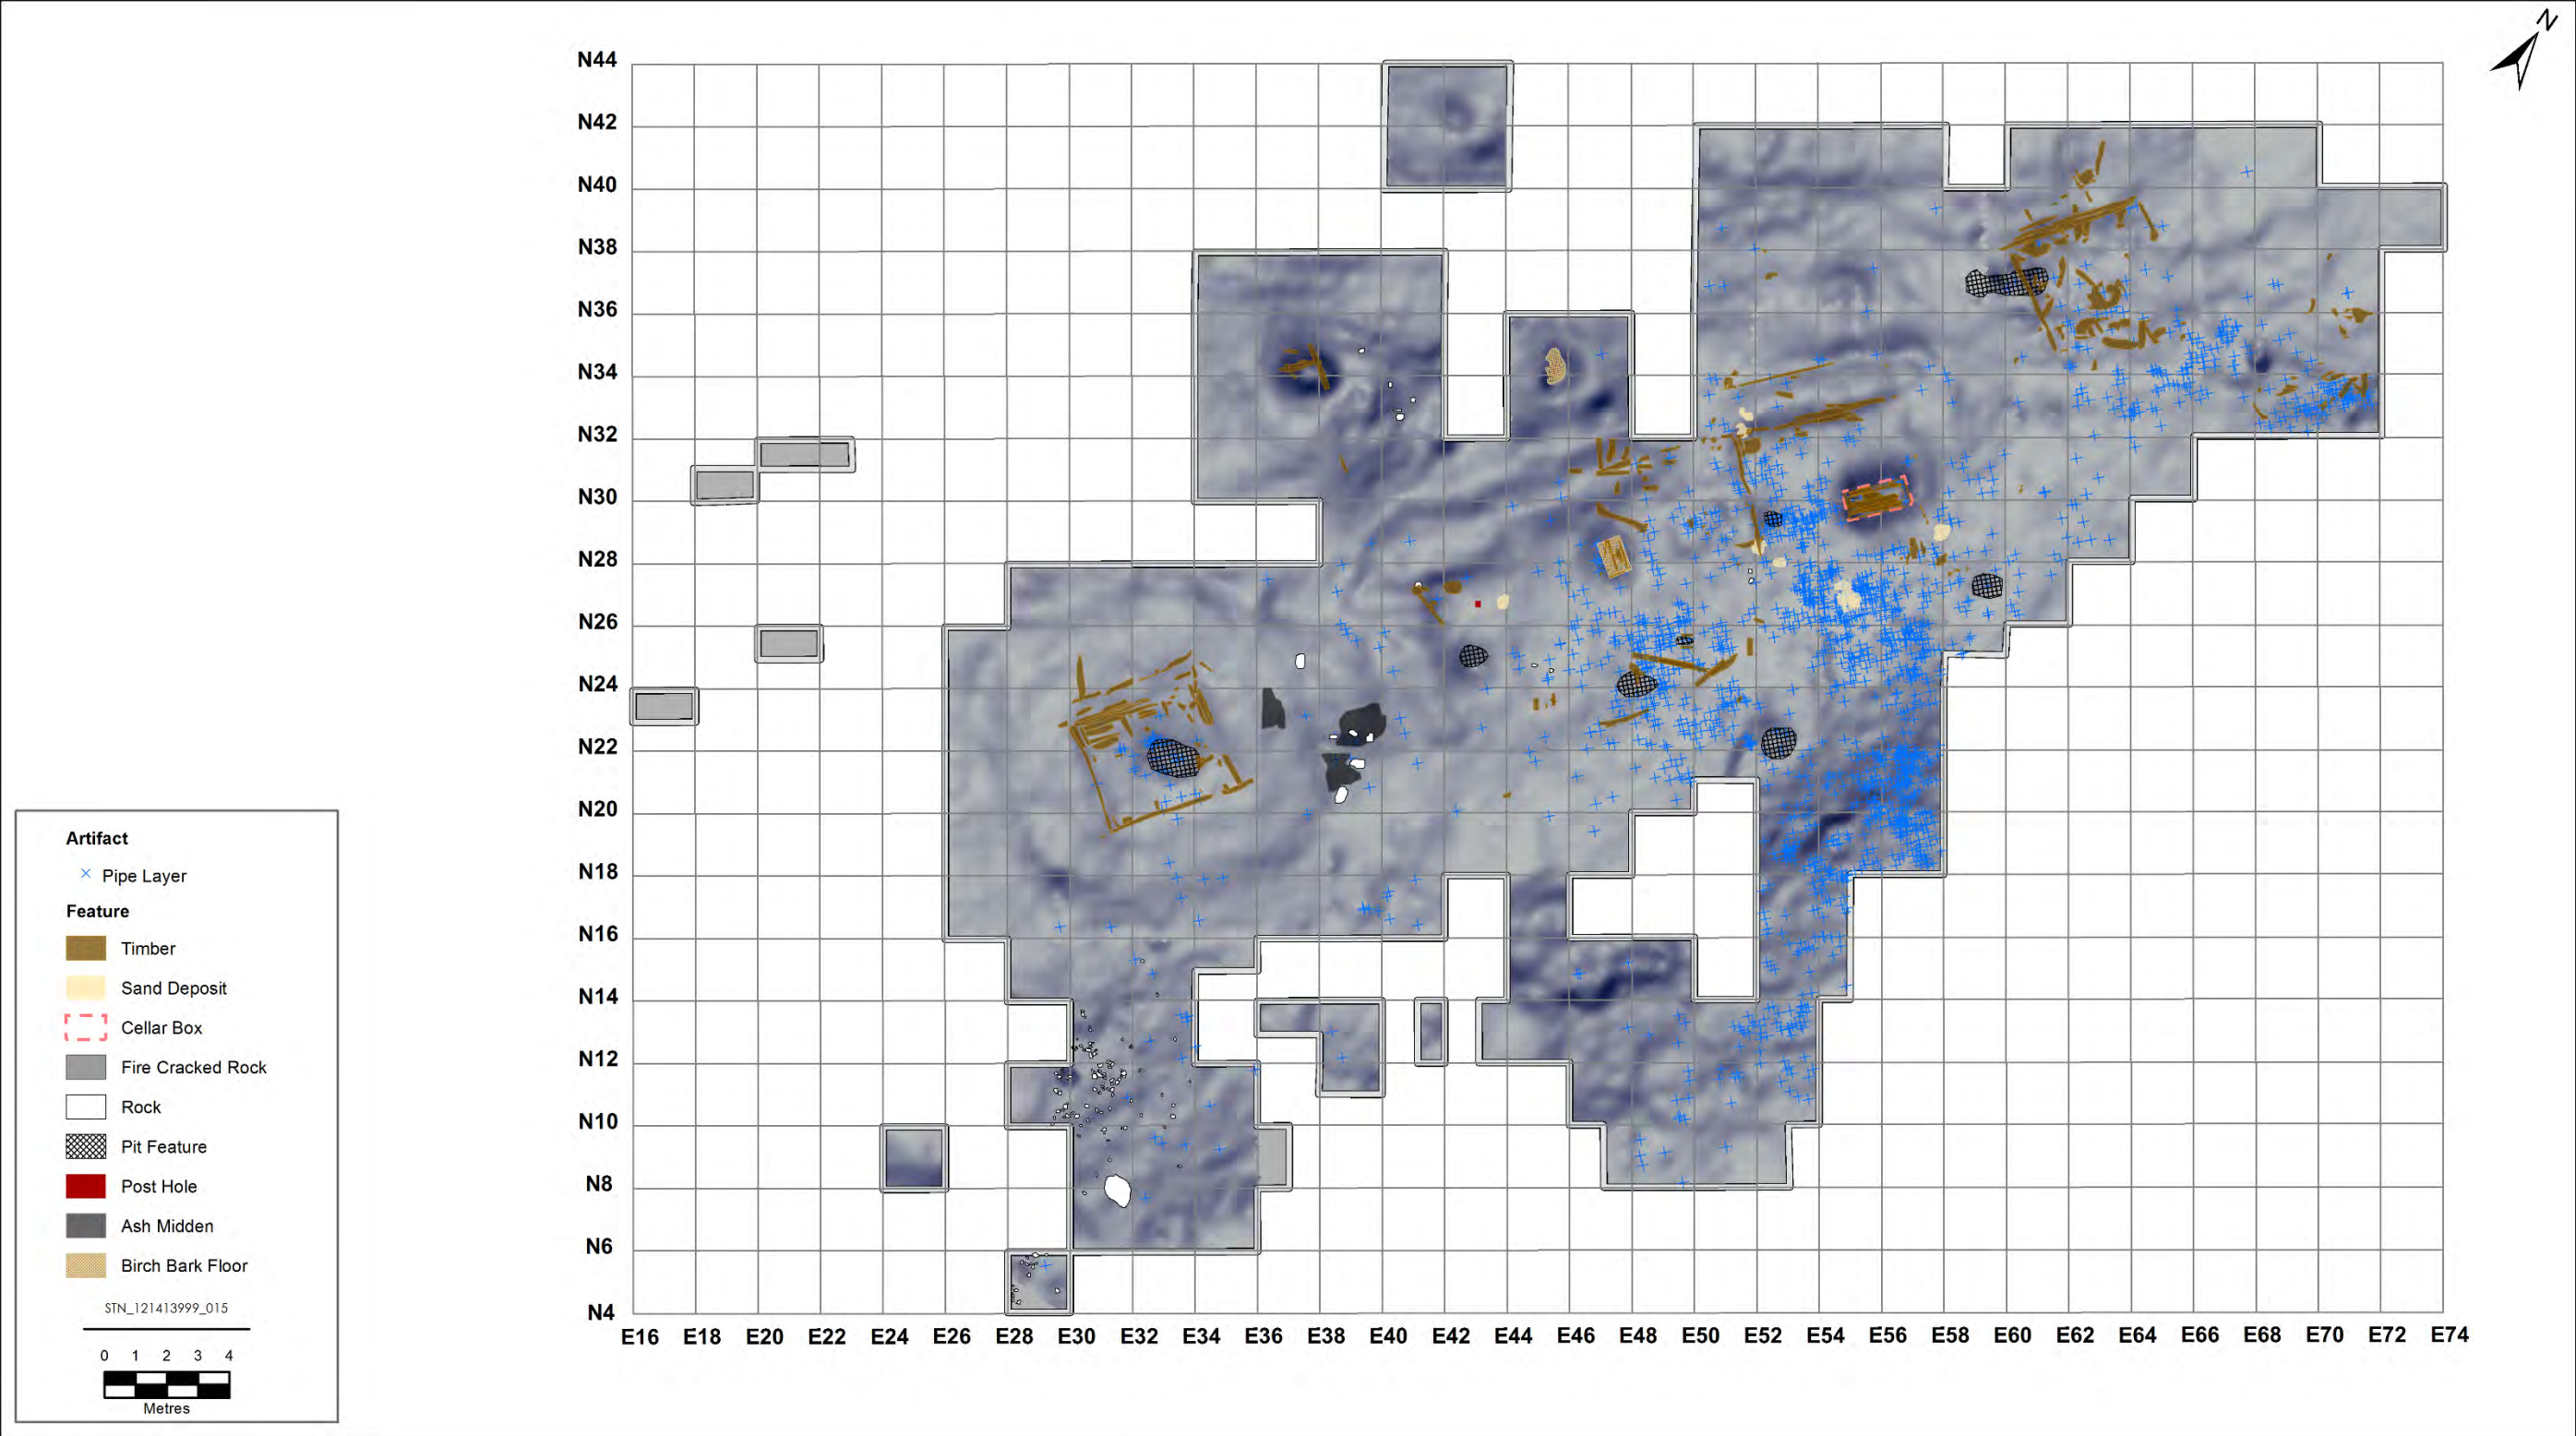 N
N44
N42
N40
N38
N36
N34
N32
N30
N28
N26
N24
N22
N20
N18
N16
N14
N12
N10
N8
N6
N4
E16 E18 E20 E22 E24 E26 E28 E30 E32 E34 E36 E38 E40 E42 E44 E46 E48 E50 E52 E54 E56 E58 E60 E62 E64 E66 E68 E70 E72 E74
Artifact
Pipe Layer
Feature
Timber
Sand Deposit
Cellar Box
Fire Cracked Rock
Rock
Pit Feature
Post Hole
Ash Midden
Birch Bark Floor
STN_121413999_015
0 1 2 3 4
Metres